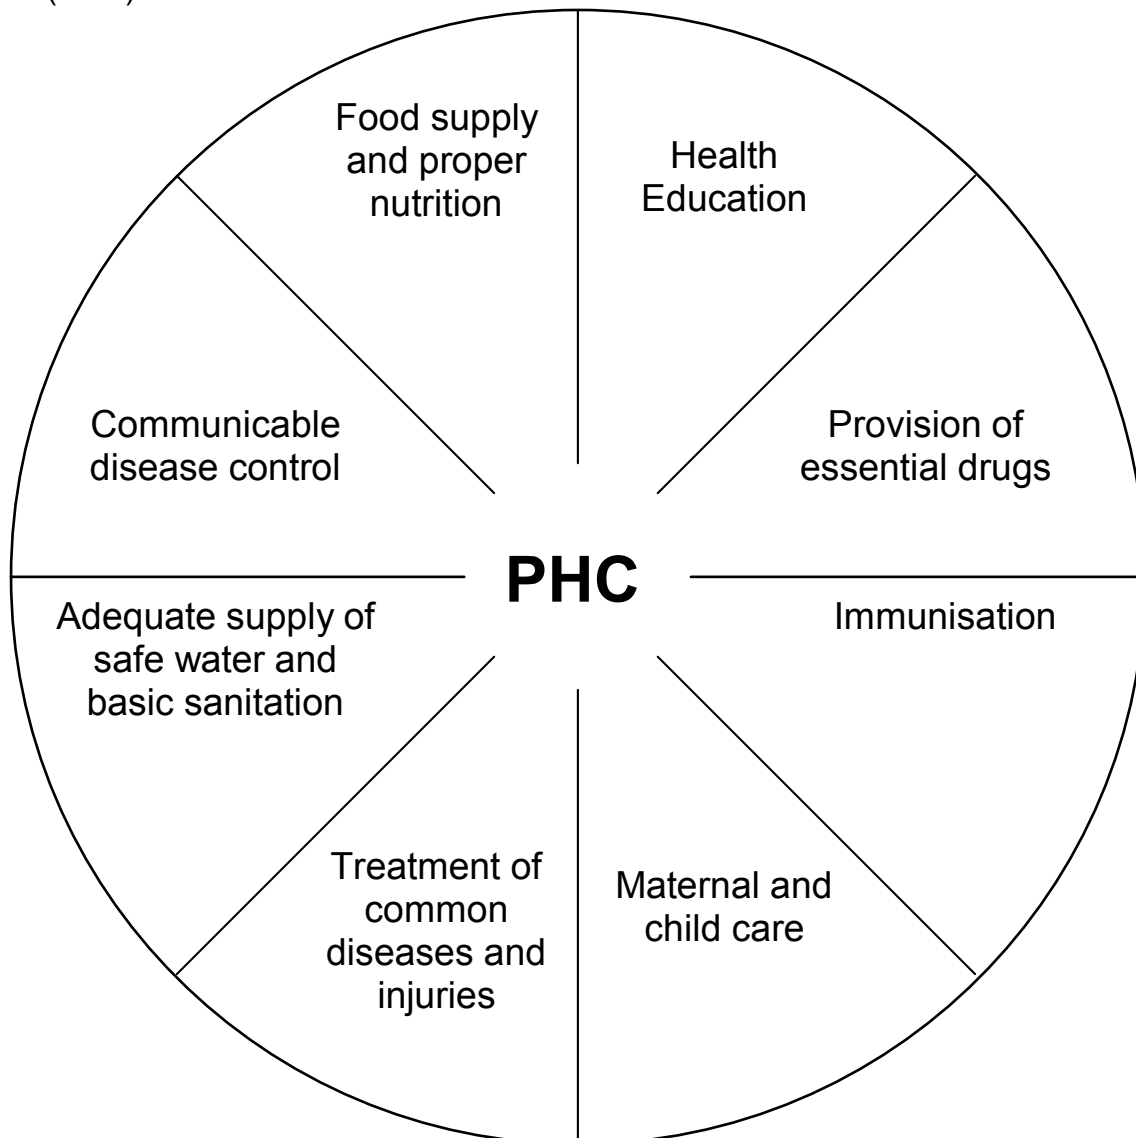 Food supply
and proper
nutrition
Health
Education
Communicable
disease control
Provision of
essential drugs
PHC
Adequate supply of
safe water and
basic sanitation
Immunisation
Treatment of
common
diseases and
injuries
Maternal and
child care